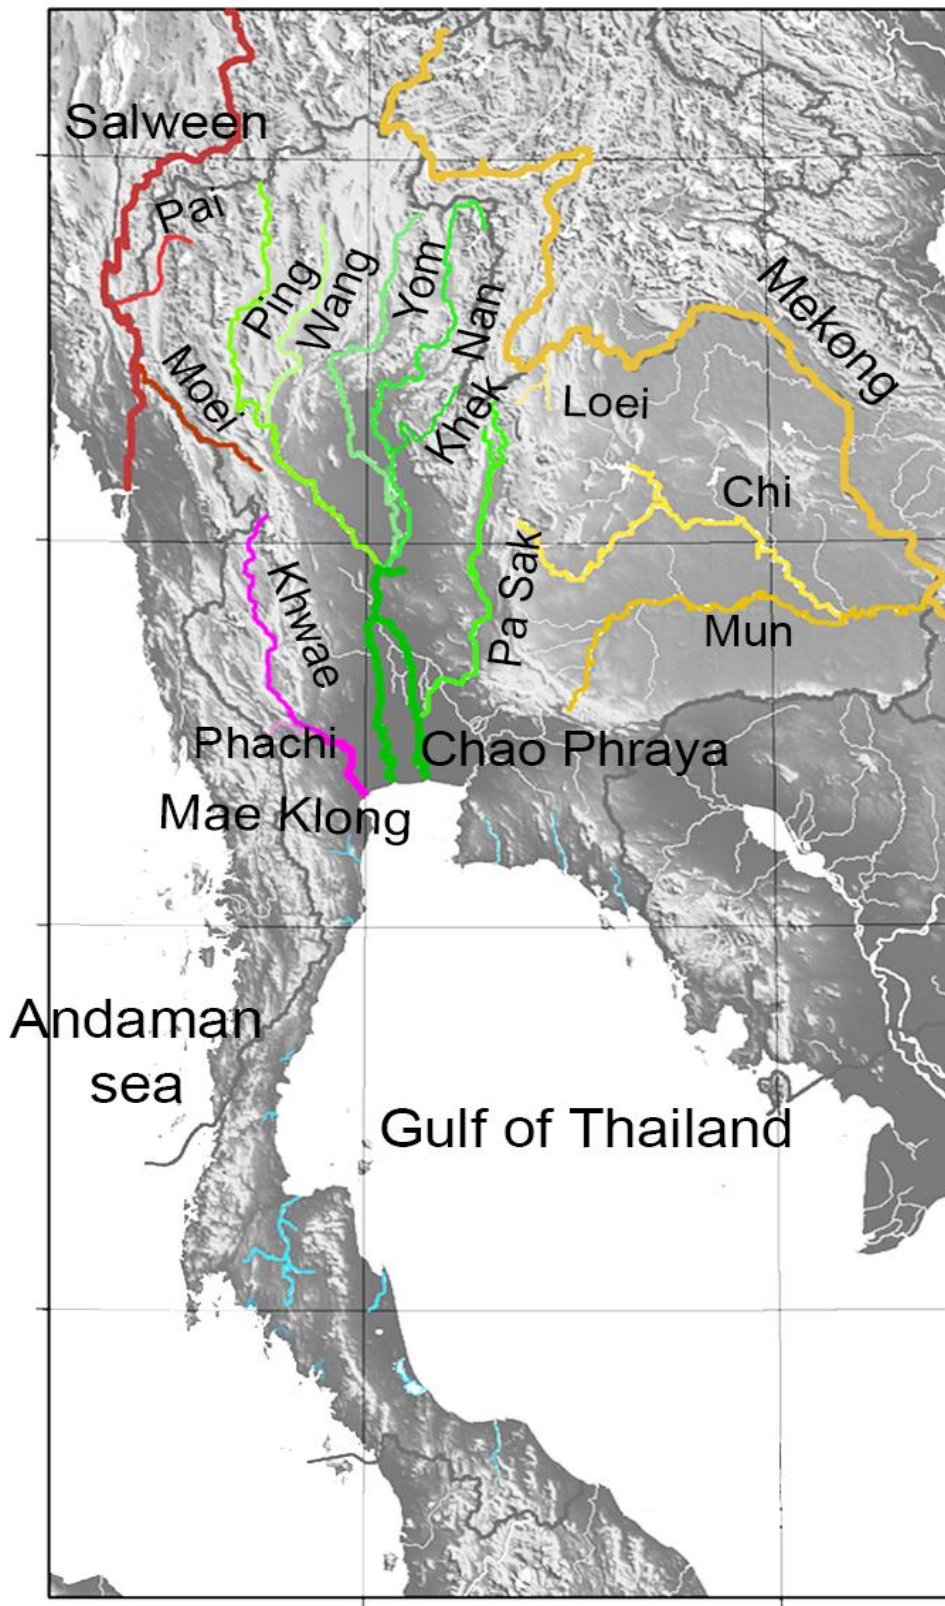 Salween
Pai
Ping
Wang
Yom
Nan
Mekong
Moei
Khek
Loei
Chi
Khwae
Pa Sak
Mun
Phachi
Chao Phraya
Mae Klong
Andaman
sea
Gulf of Thailand